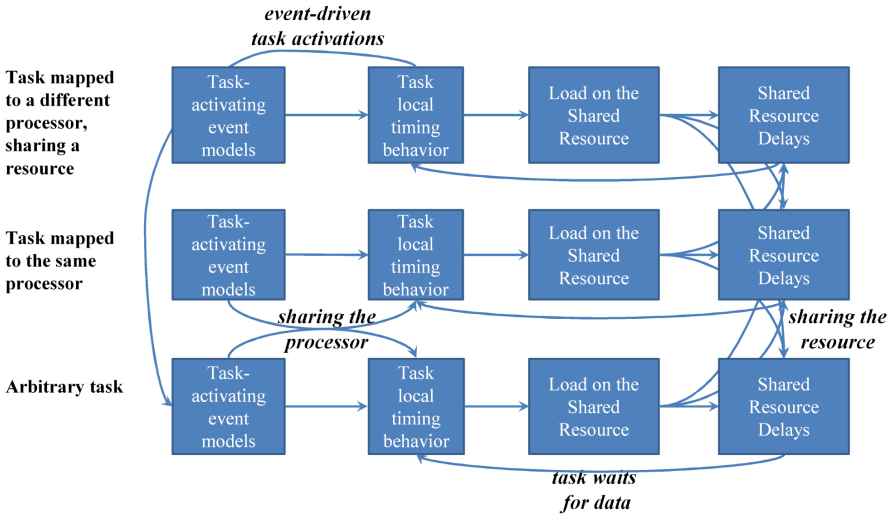 event-driven
task activations
Task mapped
to a different
processor,
sharing a
resource
Task-
activating
event
models
Task
local
timing
behavior
Load on the
Shared
Resource
Shared
Resource
Delays
Task mapped
to the same
processor
Task-
activating
event
models
Task
local
timing
behavior
Load on the
Shared
Resource
Shared
Resource
Delays
sharing the
processor
sharing the
resource
Arbitrary task
Task-
activating
event
models
Task
local
timing
behavior
Load on the
Shared
Resource
Shared
Resource
Delays
task waits
for data